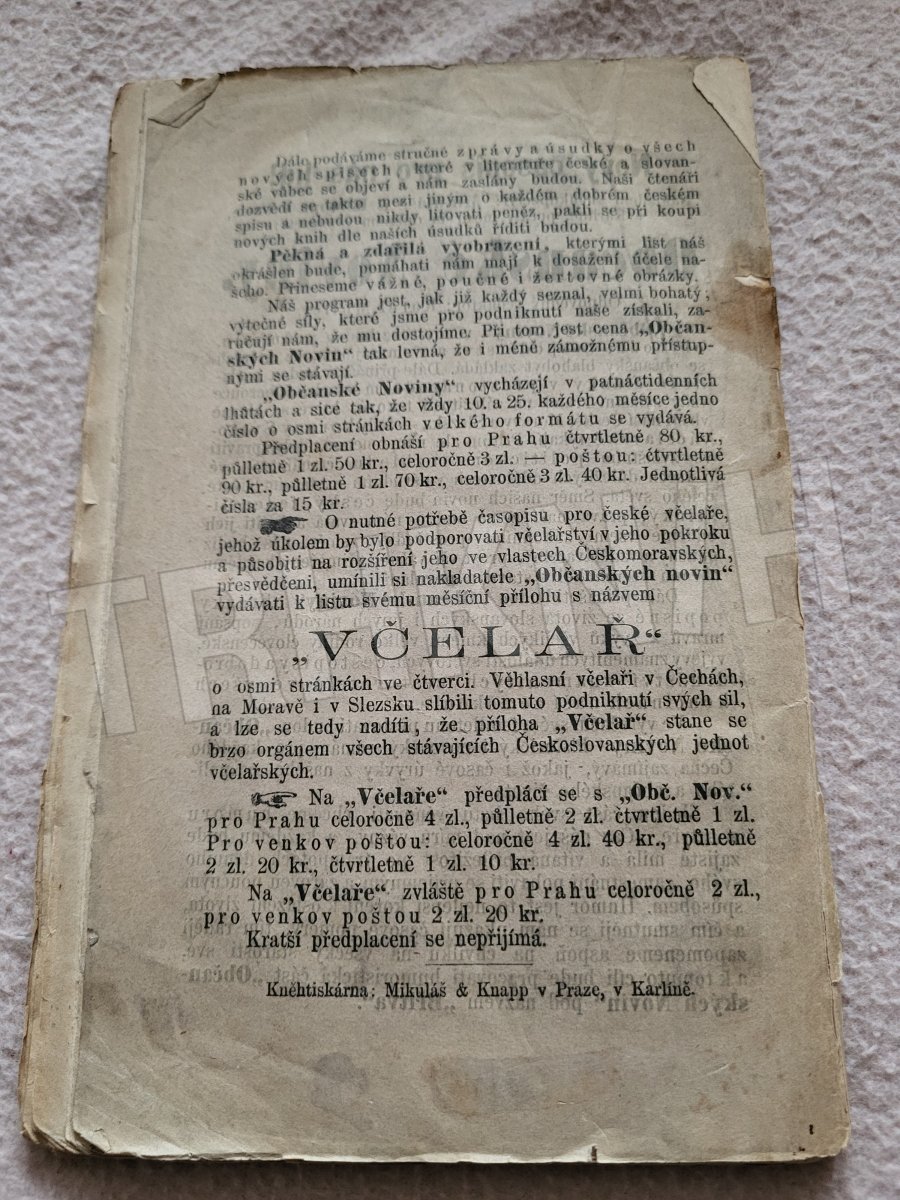 Dále podáváme stručné zprávy a úsudky o všech
nových spisech, které v literatuře české a slovan-
ské vůbec se objeví a nám zaslány budou. Naši čtenáři
dozvědí se takto mezi jiným o každém dobrém českém
spisu a nebudou nikdy litovati peněz, pakli se při koupi
nových knih dle našich úsudků říditi budou.
Pěkná a zdařilá vyobrazení, kterými list náš
okrášlen bude, pomáhati nám mají k dosažení účele na-
šeho. Přineseme vážné, poučné i žertovné obrázky.
Náš program jest, jak již každý seznal, velmi bohatý,
výtečné síly, které jsme pro podniknutí naše získali, za-
ručují nám, že mu dostojíme. Při tom jest cena „Občan-
ských Novin“ tak levná, že i méně zámožnému přístup-
nými se stávají.
„Občanské Noviny“ vycházejí v patnáctidenních
lhůtách a sice tak, že vždy 10. a 25. každého měsíce jedno
číslo o osmi stránkách velkého formátu se vydává.
Předplacení obnáší pro Prahu čtvrtletně 80 kr.,
půlletně 1 zl. 50 kr., celoročně 3 zl. — poštou: čtvrtletně
90 kr., půlletně 1 zl. 70 kr., celoročně 3 zl. 40 kr. Jednotlivá
čísla za 15 kr.
☛ O nutné potřebě časopisu pro české včelaře,
jehož úkolem by bylo podporovati včelařství v jeho pokroku
a působiti na rozšíření jeho ve vlastech Českomoravských,
přesvědčeni, umínili si nakladatele „Občanských novin“
vydávati k listu svému měsíční přílohu s názvem
„VČELAŘ“
o osmi stránkách ve čtverci. Věhlasní včelaři v Čechách,
na Moravě i v Slezsku slíbili tomuto podniknutí svých sil,
a lze se tedy nadíti, že příloha „Včelař“ stane se
brzo orgánem všech stávajících Českoslovanských jednot
včelařských.
☞ Na „Včelaře“ předplácí se s „Obč. Nov.“
pro Prahu celoročně 4 zl., půlletně 2 zl. čtvrtletně 1 zl.
Pro venkov poštou: celoročně 4 zl. 40 kr., půlletně
2 zl. 20 kr., čtvrtletně 1 zl. 10 kr.
Na „Včelaře“ zvláště pro Prahu celoročně 2 zl.,
pro venkov poštou 2 zl. 20 kr.
Kratší předplacení se nepřijímá.
Knéhtiskárna: Mikuláš & Knapp v Praze, v Karlíně.